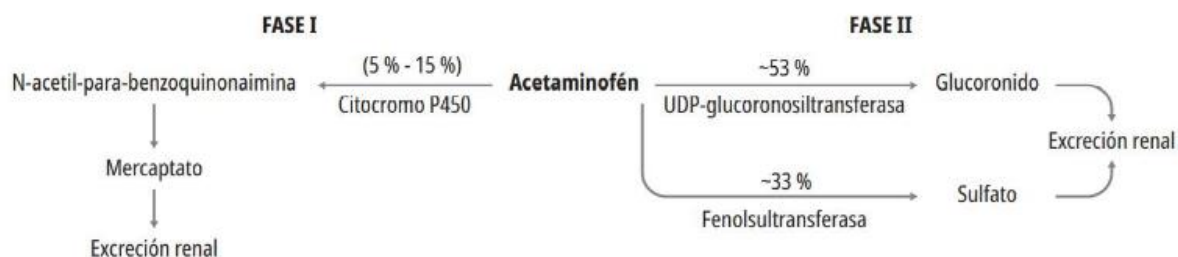 FASE I
FASE II
N-acetil-para-benzoquinonaimina
(5 % - 15 %)
Citocromo P450
Acetaminofén
~53 %
UDP-glucoronosiltransferasa
Glucoronido
Excreción renal
Mercaptato
~33 %
Fenolsultransferasa
Sulfato
Excreción renal